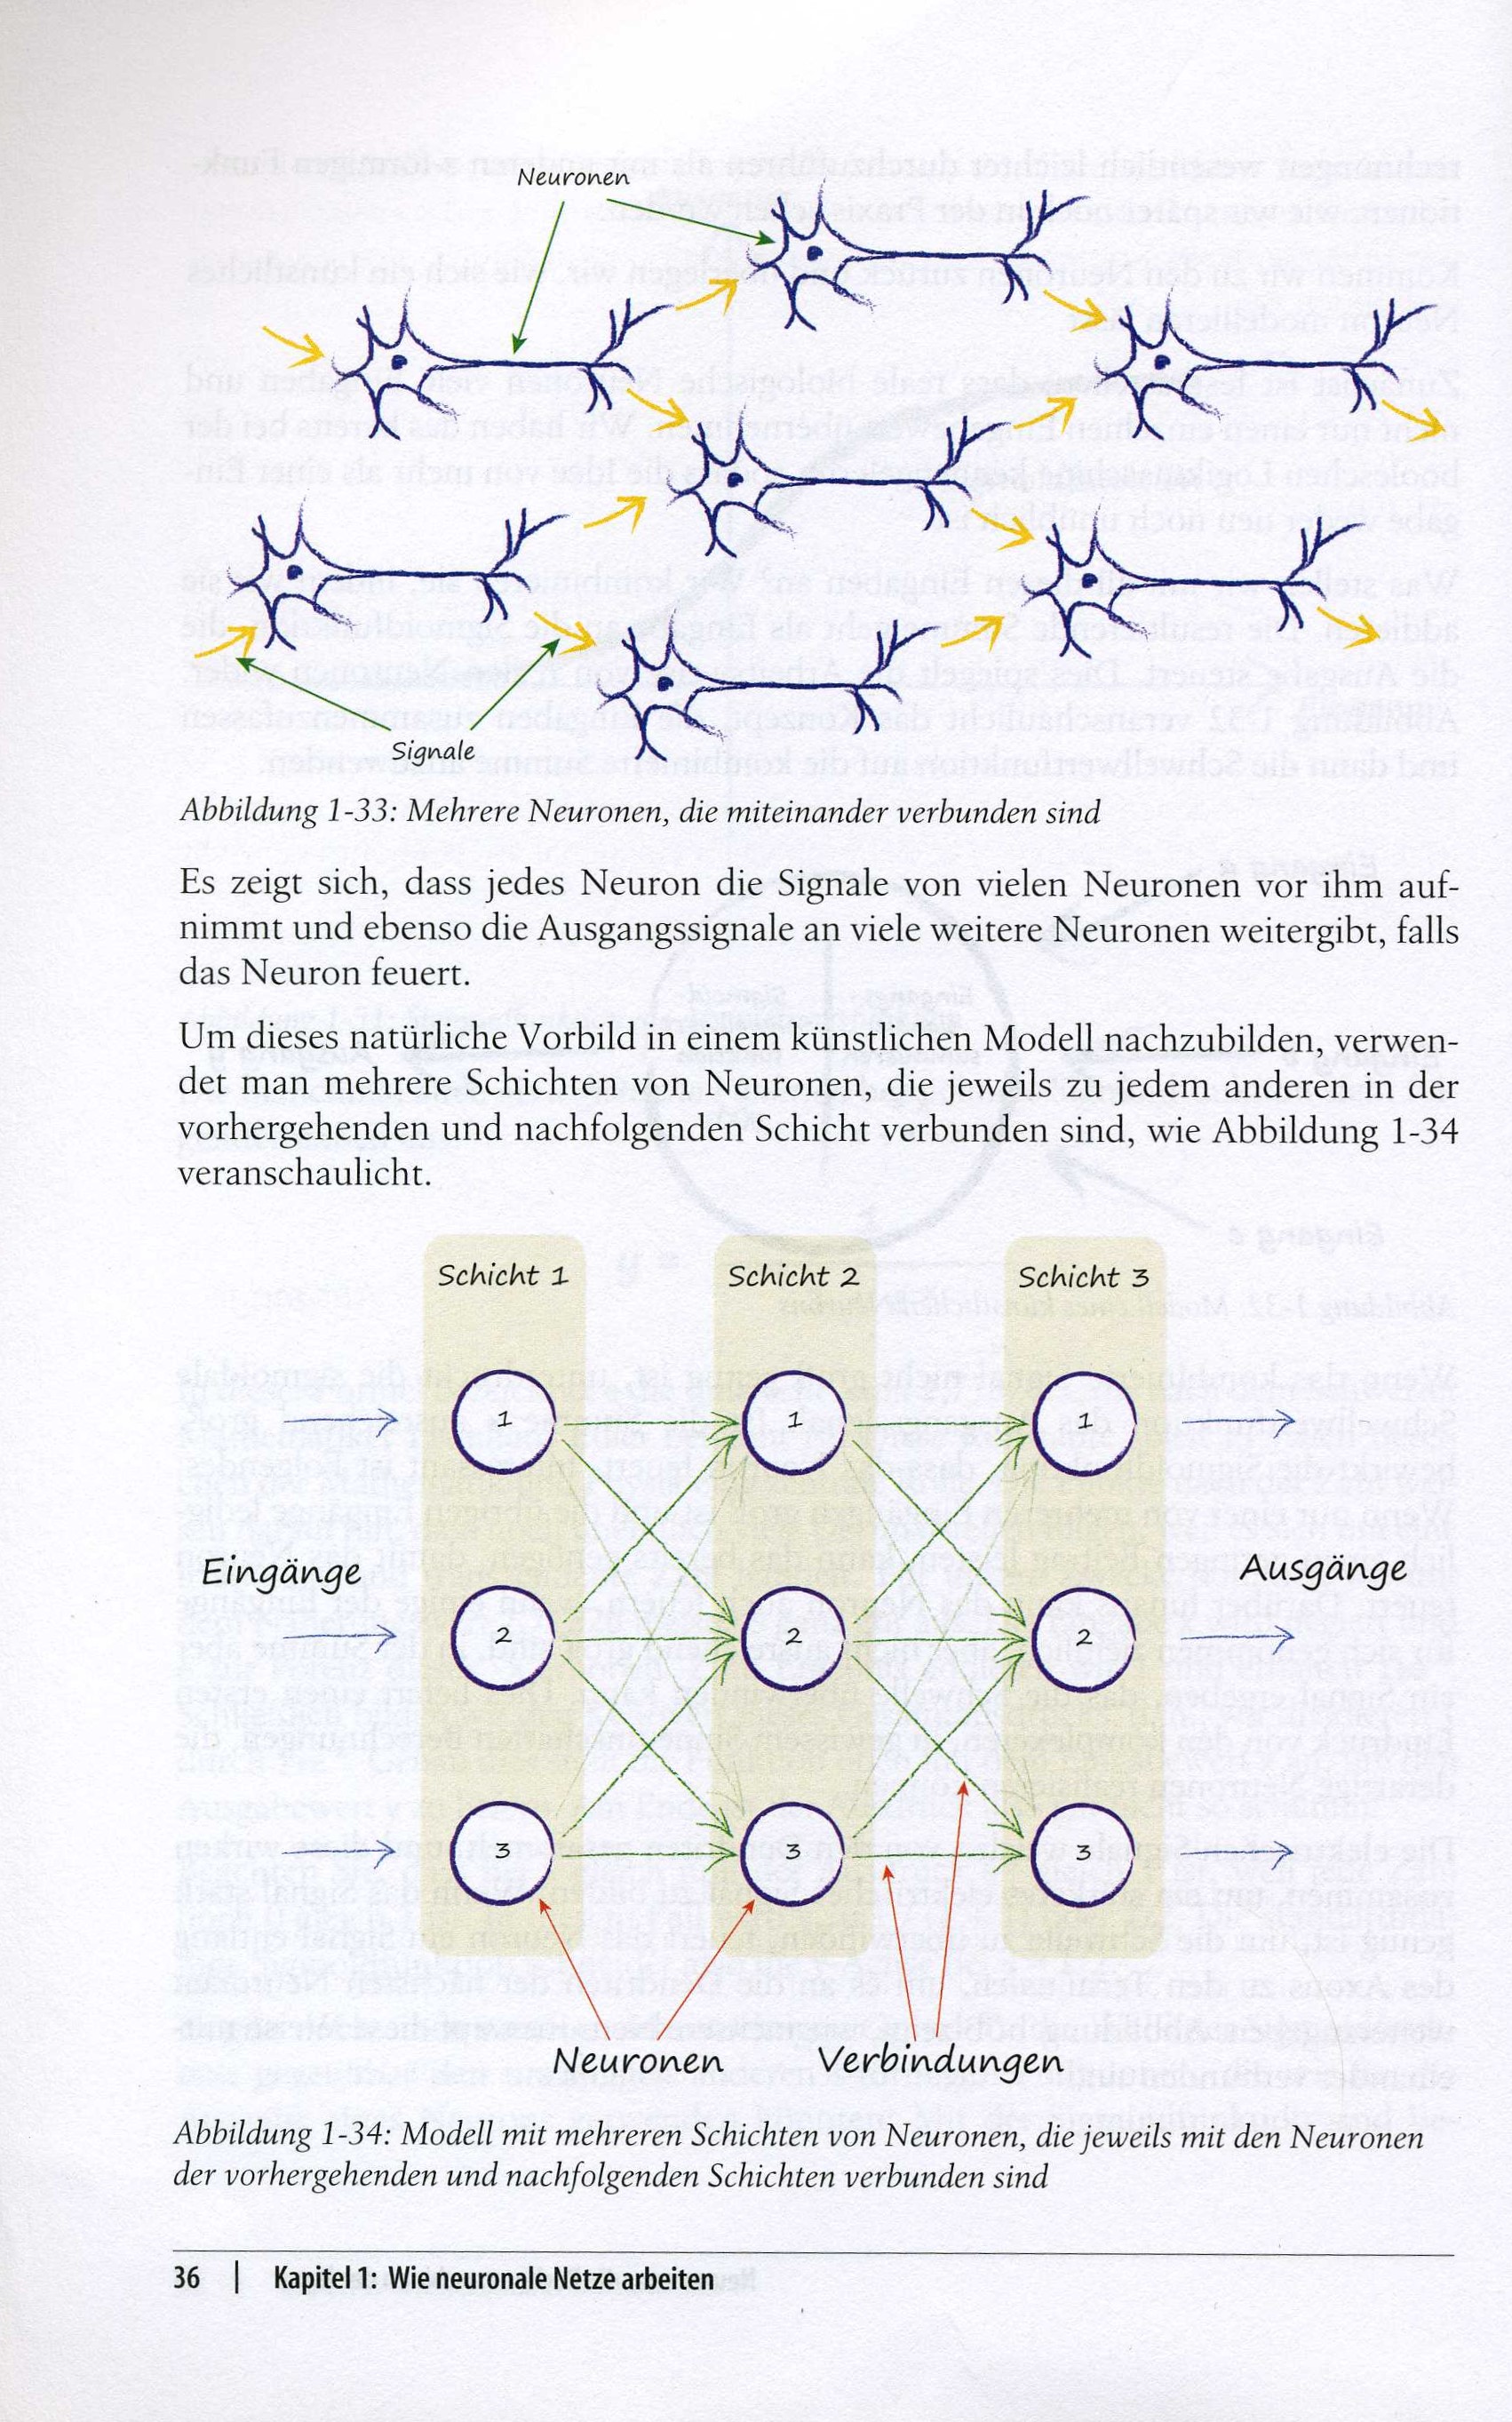 Neuronen
Signale
Abbildung 1-33: Mehrere Neuronen, die miteinander verbunden sind
Es zeigt sich, dass jedes Neuron die Signale von vielen Neuronen vor ihm auf-
nimmt und ebenso die Ausgangssignale an viele weitere Neuronen weitergibt, falls
das Neuron feuert.
Um dieses natürliche Vorbild in einem künstlichen Modell nachzubilden, verwen-
det man mehrere Schichten von Neuronen, die jeweils zu jedem anderen in der
vorhergehenden und nachfolgenden Schicht verbunden sind, wie Abbildung 1-34
veranschaulicht.
Schicht 1 Schicht 2 Schicht 3
1 1 1
Eingänge Ausgänge
2 2 2
3 3 3
Neuronen Verbindungen
Abbildung 1-34: Modell mit mehreren Schichten von Neuronen, die jeweils mit den Neuronen
der vorhergehenden und nachfolgenden Schichten verbunden sind
36 | Kapitel 1: Wie neuronale Netze arbeiten